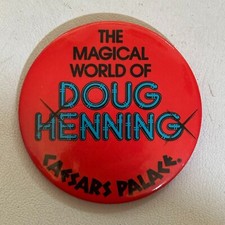 THE
MAGICAL
WORLD OF
DOUG
HENNING
CAESARS PALACE.